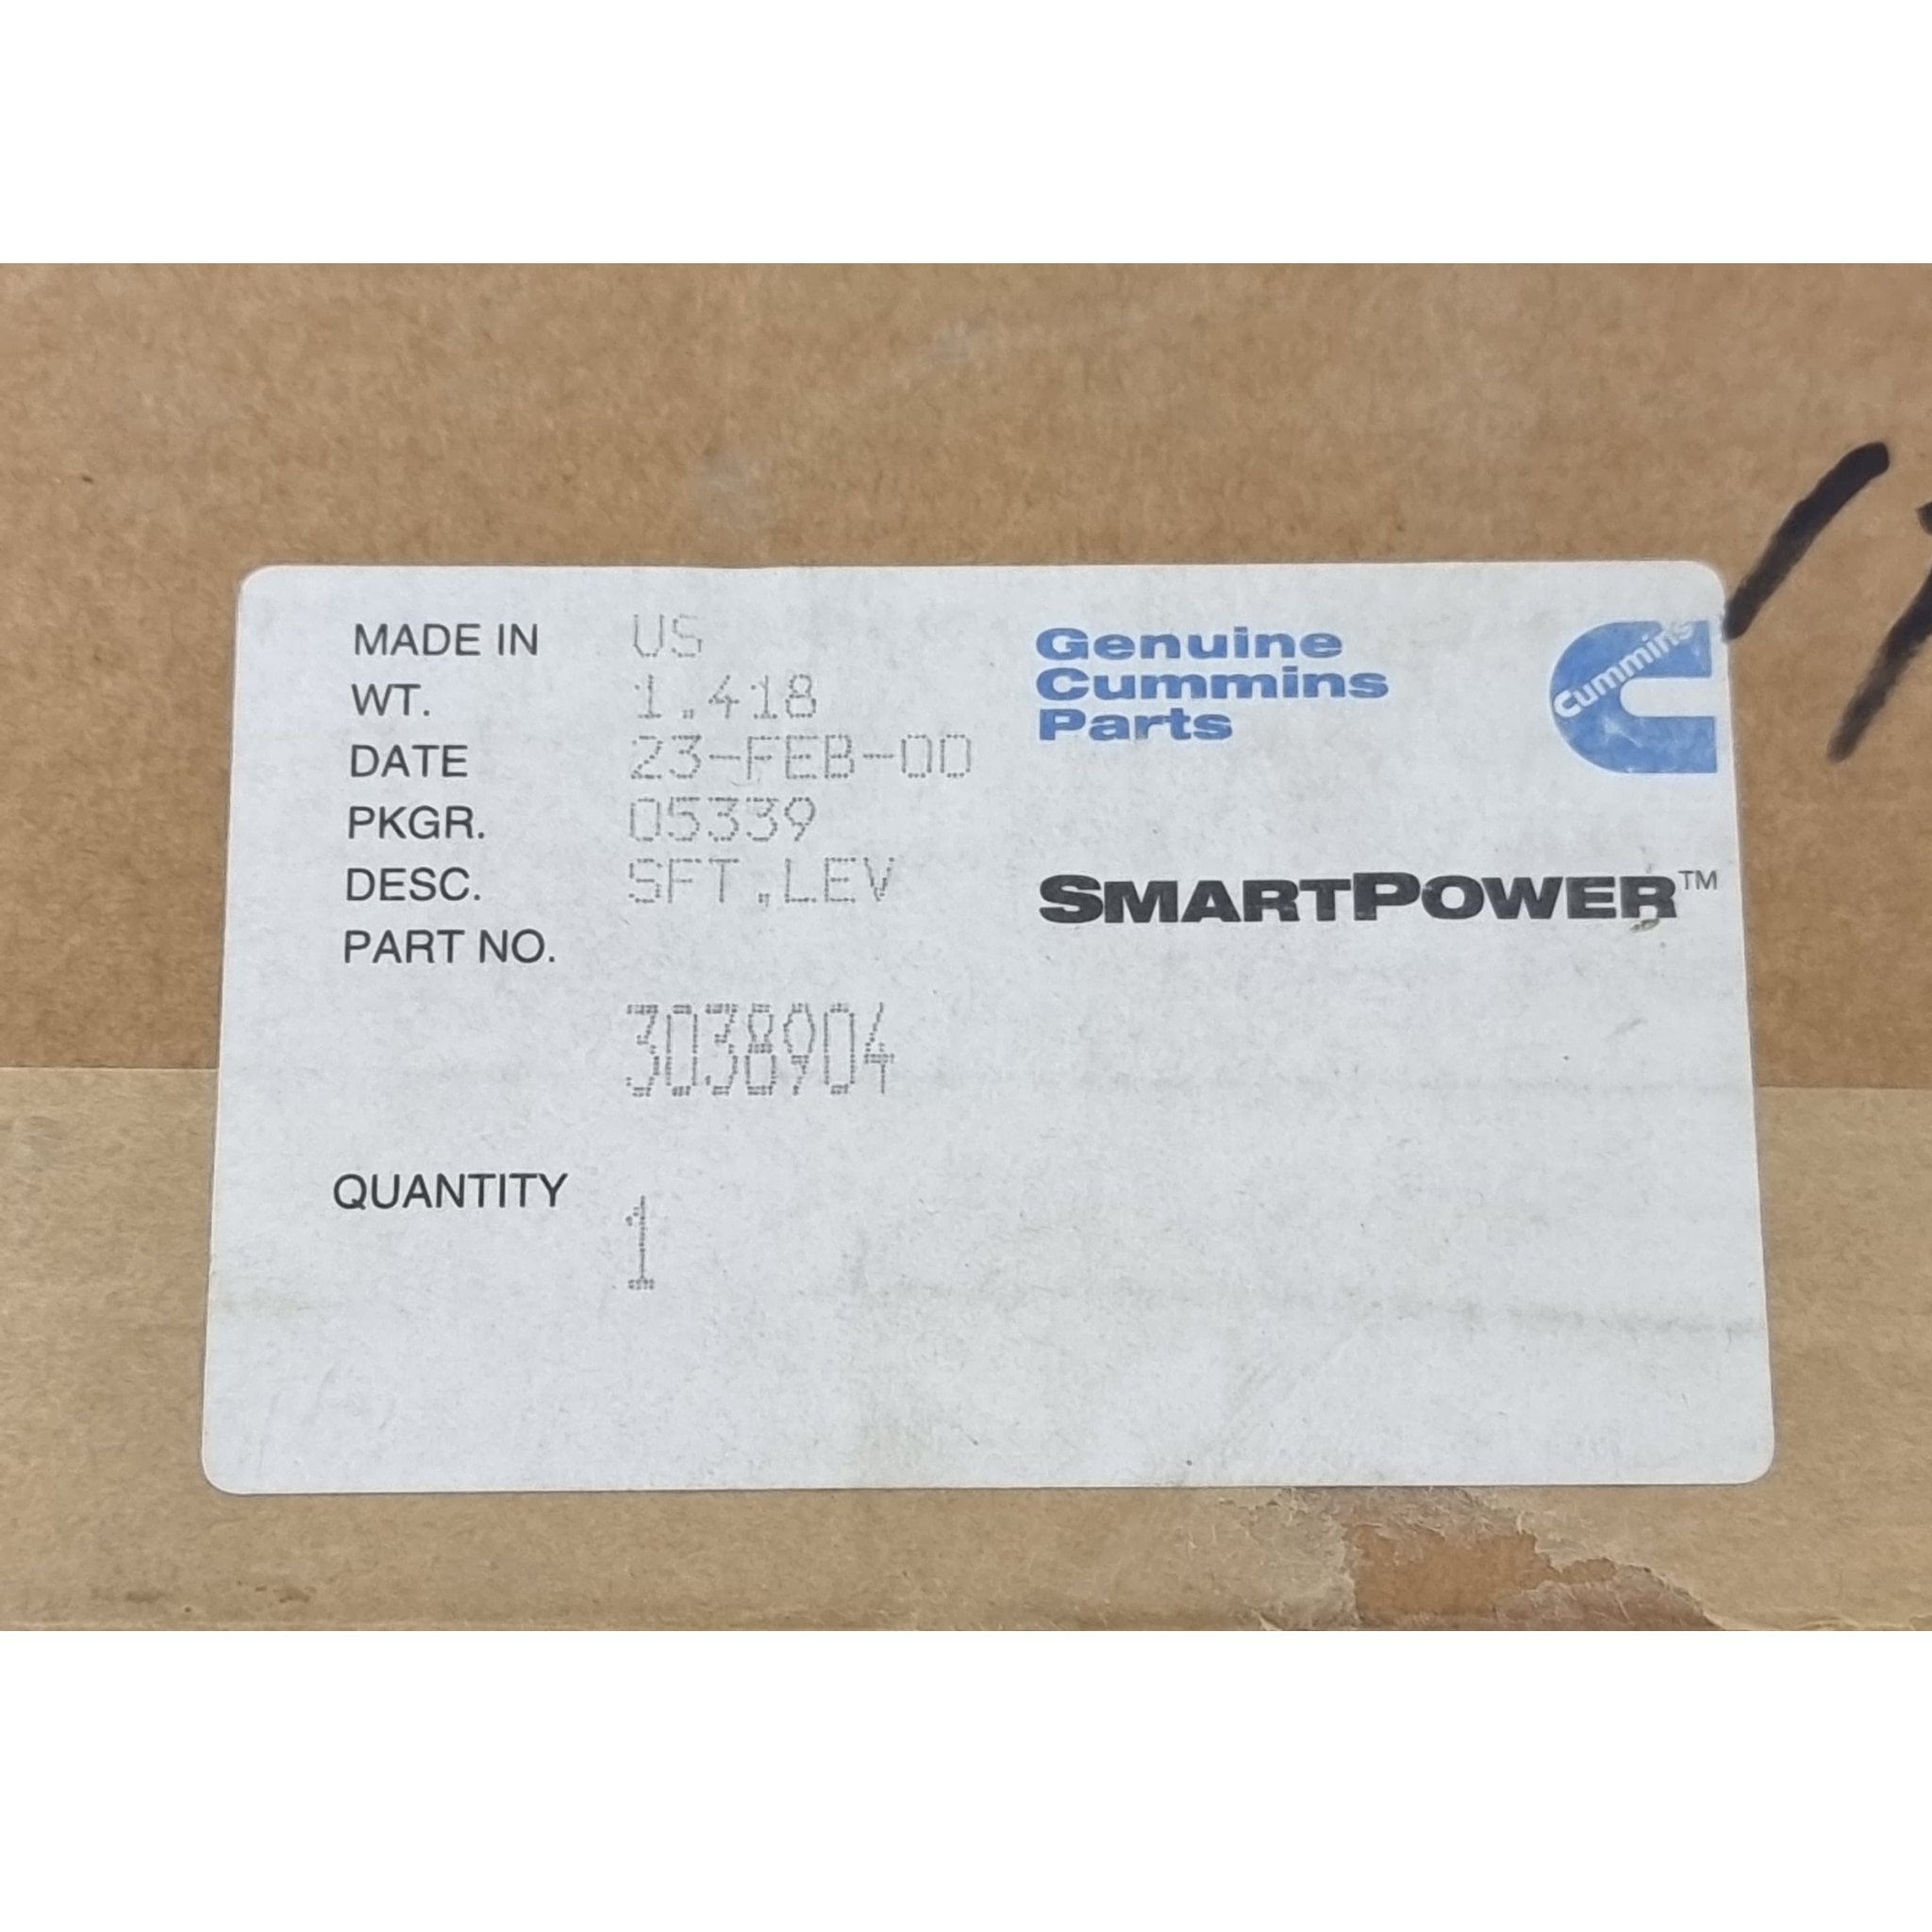 MADE IN US
WT. 1.418
DATE 23-FEB-00
PKGR. 05339
DESC. SFT,LEV
PART NO.
3038904
QUANTITY
1
Genuine
Cummins
Parts
Cummins
SMARTPOWER™